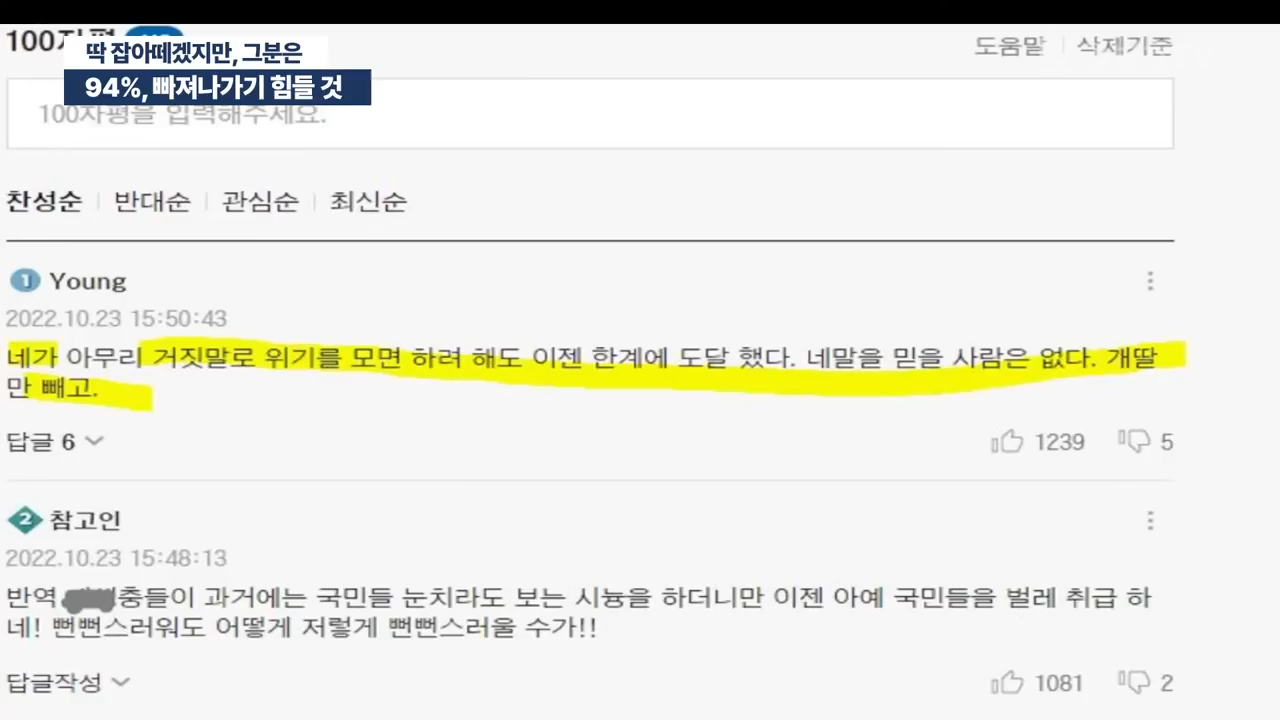 100자평
딱 잡아떼겠지만, 그분은
94%, 빠져나가기 힘들 것
도움말
삭제기준
100자평을 입력해주세요.
찬성순 반대순 관심순 최신순
1 Young
2022.10.23 15:50:43
네가 아무리 거짓말로 위기를 모면 하려 해도 이젠 한계에 도달 했다. 네말을 믿을 사람은 없다. 개딸
만 빼고.
답글 6
1239
5
2 참고인
2022.10.23 15:48:13
반역 충들이 과거에는 국민들 눈치라도 보는 시늉을 하더니만 이젠 아예 국민들을 벌레 취급 하
네! 뻔뻔스러워도 어떻게 저렇게 뻔뻔스러울 수가!!
답글작성
1081
2